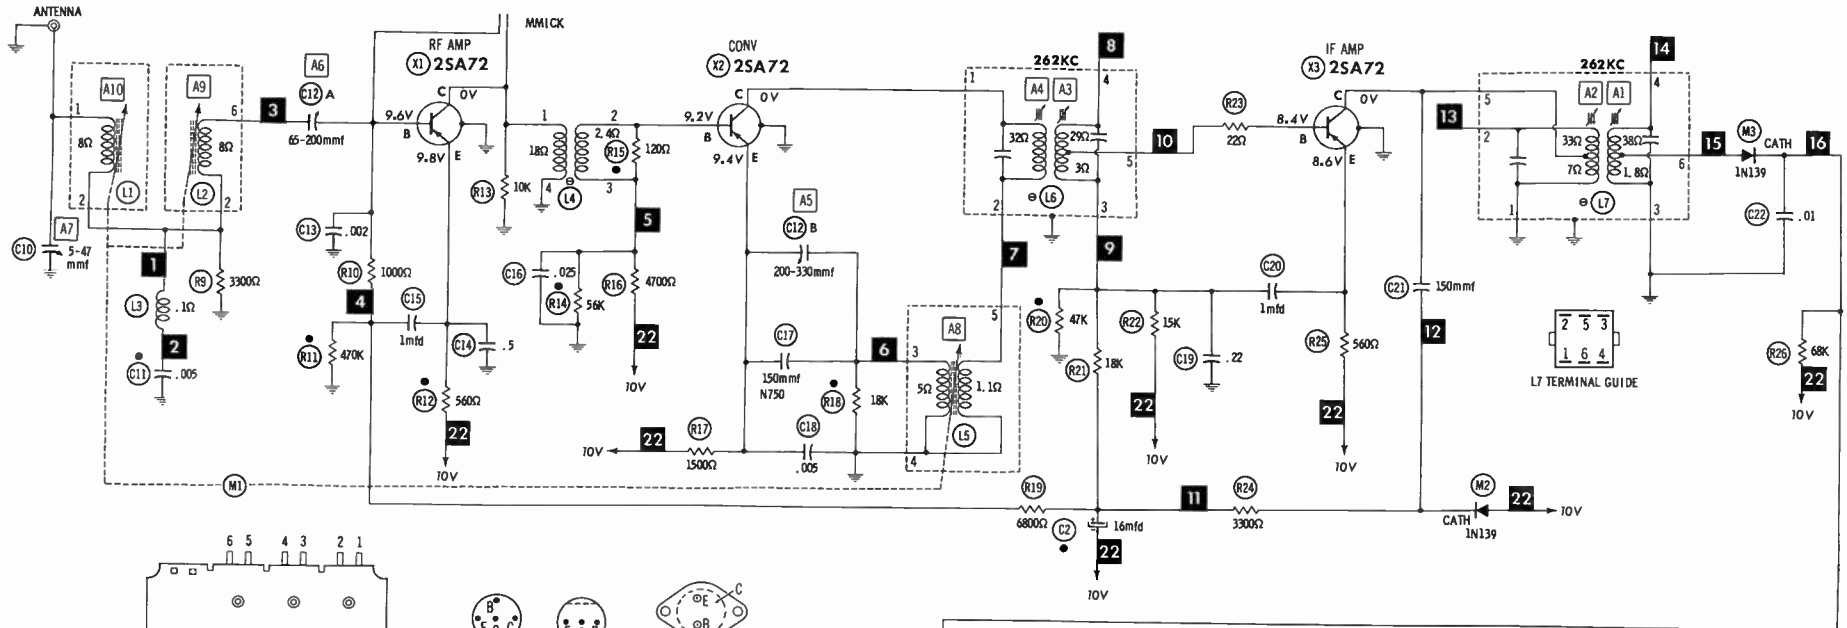 ANTENNA
MMICK
RF AMP
X1 2SA72
CONV
X2 2SA72
262KC
8
IF AMP
X3 2SA72
262KC
14
A10
A9
A6
C12 A
3
65-200mmf
1
8Ω
2
L1
6
8Ω
2
L2
A7
C10
5-47
mmf
1
L3
.1Ω
2
C11
.005
R9
3300Ω
9.6V
B
C
0V
9.8V
E
C13
.002
R10
1000Ω
4
R11
470K
C15
1mfd
C14
.5
R12
560Ω
22
10V
R13
10K
1
18Ω
4
L4
2
2.4Ω
R15
120Ω
3
5
C16
.025
R14
56K
R16
4700Ω
22
10V
9.2V
B
C
0V
9.4V
E
A5
C12 B
200-330mmf
C17
150mmf
N750
6
R18
18K
10V
22
R17
1500Ω
C18
.005
3
A8
5
5Ω
1.1Ω
L5
4
M1
1
A4
A3
4
32Ω
29Ω
3Ω
5
2
L6
3
7
9
10
R23
22Ω
R20
47K
R21
18K
R22
15K
22
10V
C19
.22
C20
1mfd
8.4V
B
C
0V
8.6V
E
R25
560Ω
22
10V
R19
6800Ω
C2
16mfd
22
10V
11
R24
3300Ω
C21
150mmf
12
M2
CATH
1N139
22
10V
13
5
A2
A1
4
2
33Ω
38Ω
7Ω
1.8Ω
6
1
L7
3
15
M3
CATH
1N139
16
C22
.01
2 5 3
1 6 4
L7 TERMINAL GUIDE
R26
68K
22
10V
6 5 4 3 2 1
B
E
C
B